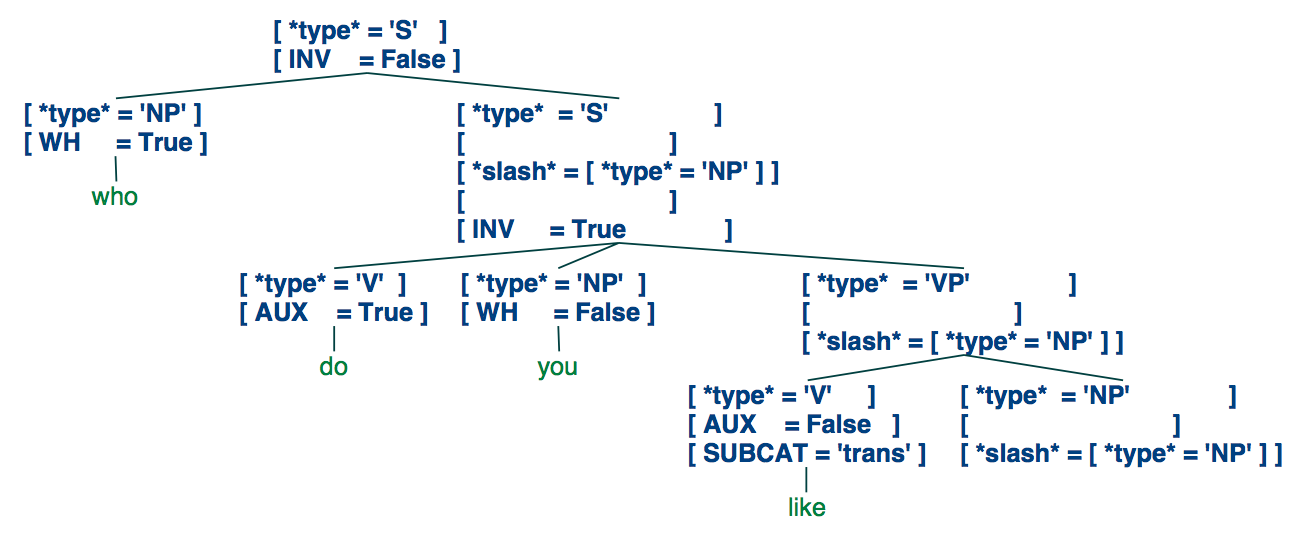 [ *type* = 'S' ]
[ INV = False ]
[ *type* = 'NP' ]
[ WH = True ]
who
[ *type* = 'S' ]
[ ]
[ *slash* = [ *type* = 'NP' ] ]
[ ]
[ INV = True ]
[ *type* = 'V' ]
[ AUX = True ]
do
[ *type* = 'NP' ]
[ WH = False ]
you
[ *type* = 'VP' ]
[ ]
[ *slash* = [ *type* = 'NP' ] ]
[ *type* = 'V' ]
[ AUX = False ]
[ SUBCAT = 'trans' ]
like
[ *type* = 'NP' ]
[ ]
[ *slash* = [ *type* = 'NP' ] ]